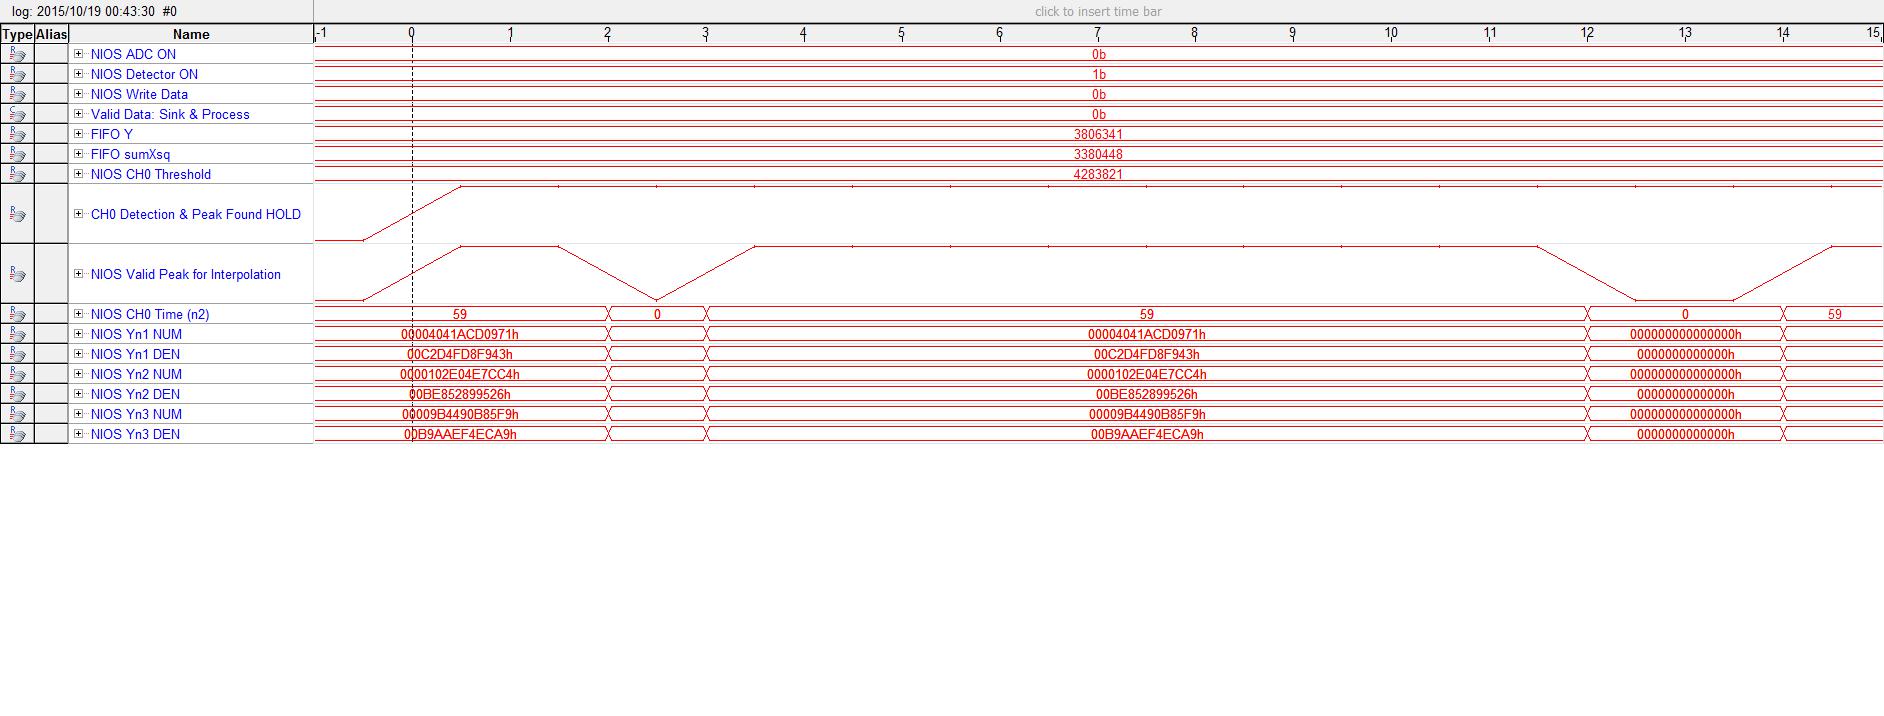 log: 2015/10/19 00:43:30 #0 click to insert time bar
Type Alias Name -1 0 1 2 3 4 5 6 7 8 9 10 11 12 13 14 15
R NIOS ADC ON 0b
R NIOS Detector ON 1b
R NIOS Write Data 0b
C Valid Data: Sink & Process 0b
R FIFO Y 3806341
R FIFO sumXsq 3380448
R NIOS CH0 Threshold 4283821
R CH0 Detection & Peak Found HOLD
R NIOS Valid Peak for Interpolation
R NIOS CH0 Time (n2) 59 0 59 0 59
R NIOS Yn1 NUM 00004041ACD0971h 00004041ACD0971h 000000000000000h
R NIOS Yn1 DEN 00C2D4FD8F943h 00C2D4FD8F943h 0000000000000h
R NIOS Yn2 NUM 0000102E04E7CC4h 0000102E04E7CC4h 000000000000000h
R NIOS Yn2 DEN 00BE852899526h 00BE852899526h 0000000000000h
R NIOS Yn3 NUM 00009B4490B85F9h 00009B4490B85F9h 000000000000000h
R NIOS Yn3 DEN 00B9AAEF4ECA9h 00B9AAEF4ECA9h 0000000000000h